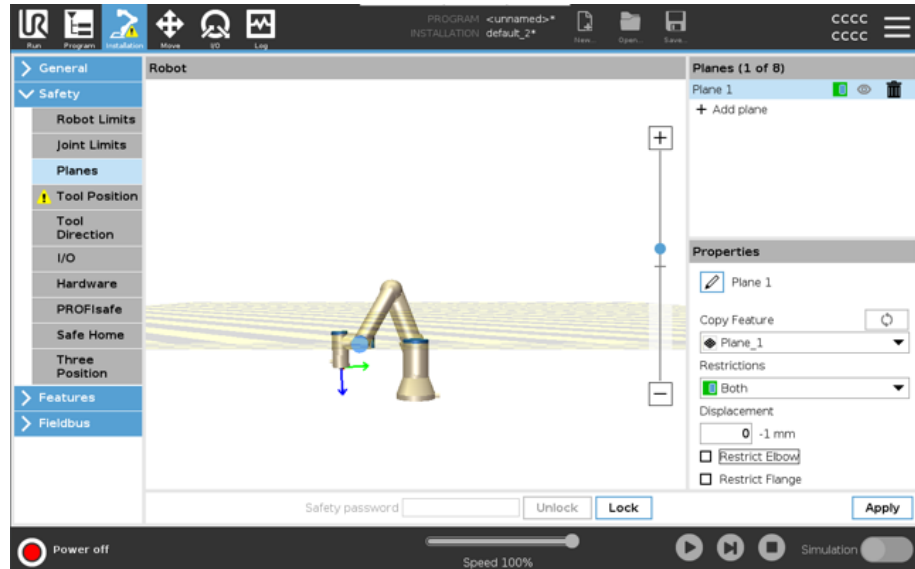 PROGRAM <unnamed>*
INSTALLATION default_2*
UR
Run
Program
Installation
Move
I/O
Log
New...
Open...
Save...
CCCC
CCCC
General
Safety
Robot Limits
Joint Limits
Planes
Tool Position
Tool
Direction
I/O
Hardware
PROFIsafe
Safe Home
Three
Position
Features
Fieldbus
Robot
Planes (1 of 8)
Plane 1
+ Add plane
Properties
Plane 1
Copy Feature
Plane_1
Restrictions
Both
Displacement
0 -1 mm
Restrict Elbow
Restrict Flange
Safety password
Unlock
Lock
Apply
Power off
Speed 100%
Simulation